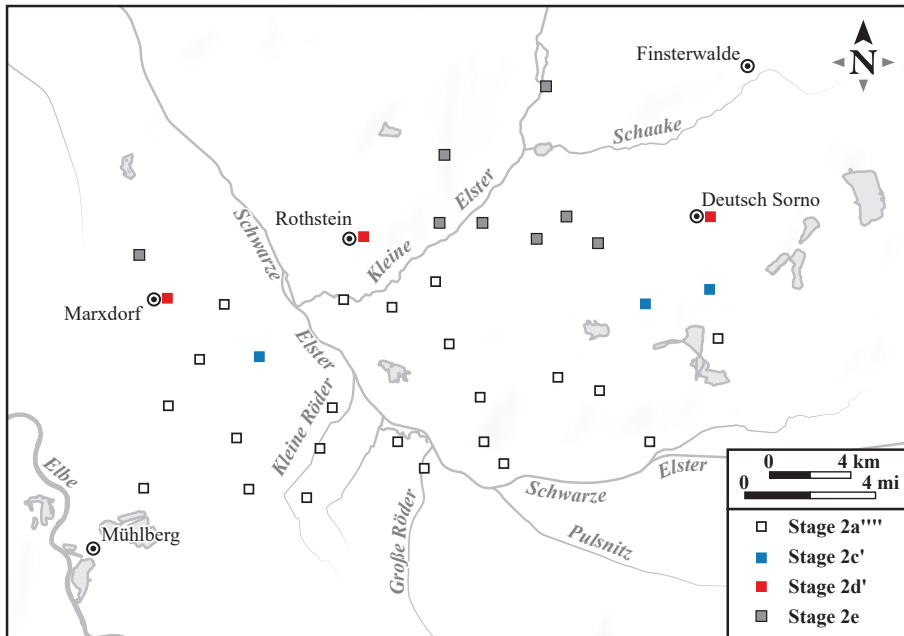 Finsterwalde
N
Schaake
Elster
Kleine
Deutsch Sorno
Rothstein
Schwarze
Marxdorf
Elster
Kleine Röder
Elbe
Mühlberg
Große Röder
Schwarze
Elster
Pulsnitz
0 4 km
0 4 mi
Stage 2a''''
Stage 2c'
Stage 2d'
Stage 2e